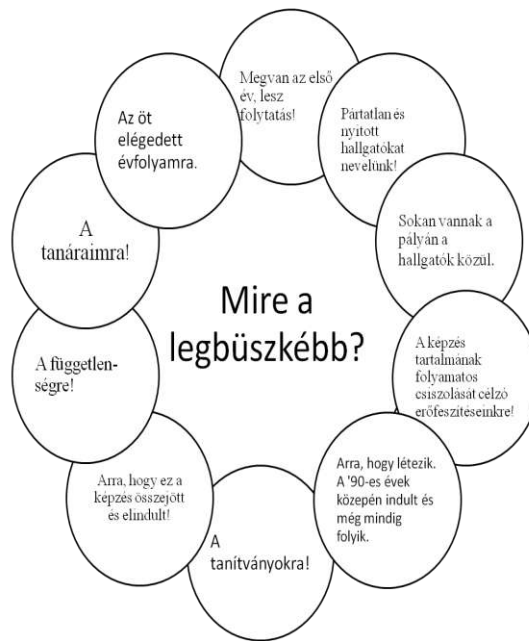 Megvan az első
év, lesz
folytatás!
Pártatlan és
nyitott
hallgatókat
nevelünk!
Sokan vannak a
pályán a
hallgatók közül.
A képzés
tartalmának
folyamatos
csiszolását célzó
erőfeszítéseinkre!
Arra, hogy létezik.
A '90-es évek
közepén indult és
még mindig
folyik.
A
tanítványokra!
Arra, hogy ez a
képzés összejött
és elindult!
A független-
ségre!
A
tanáraimra!
Az öt
elégedett
évfolyamra.
Mire a
legbüszkébb?